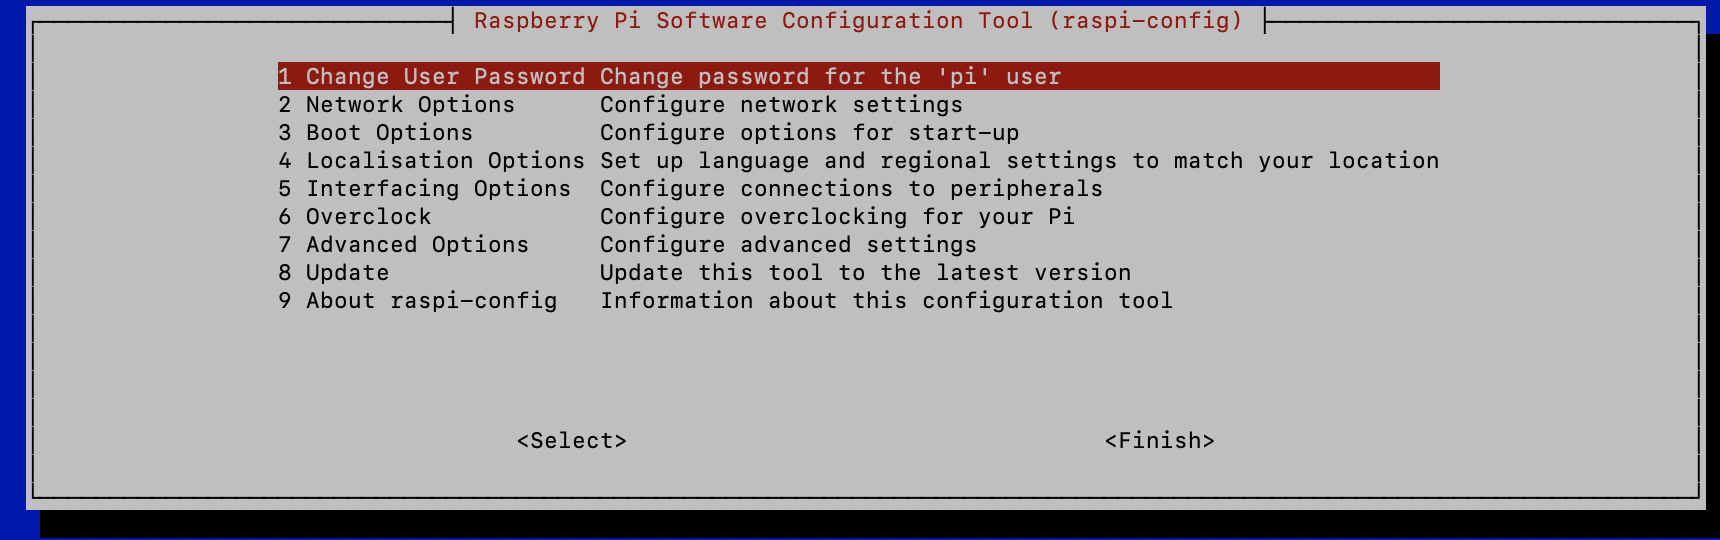 Raspberry Pi Software Configuration Tool (raspi-config)
1 Change User Password Change password for the 'pi' user
2 Network Options Configure network settings
3 Boot Options Configure options for start-up
4 Localisation Options Set up language and regional settings to match your location
5 Interfacing Options Configure connections to peripherals
6 Overclock Configure overclocking for your Pi
7 Advanced Options Configure advanced settings
8 Update Update this tool to the latest version
9 About raspi-config Information about this configuration tool
<Select> <Finish>